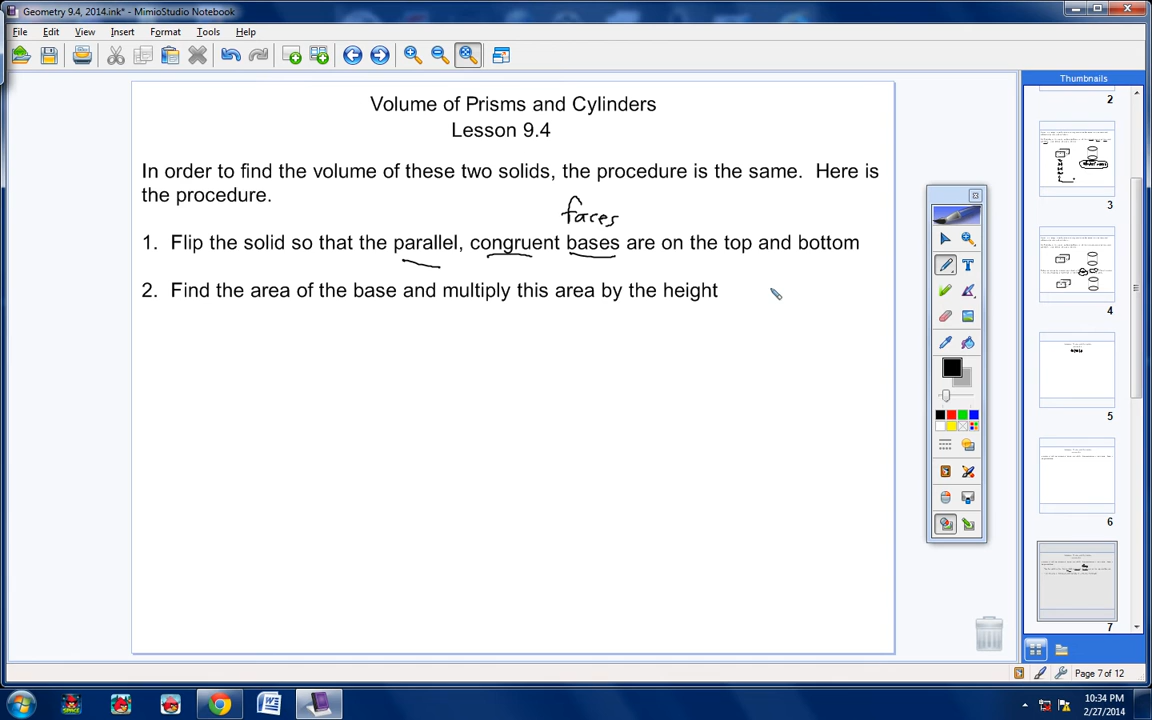 Geometry 9.4, 2014.ink* - MimioStudio Notebook
File Edit View Insert Format Tools Help
Thumbnails
Volume of Prisms and Cylinders
Lesson 9.4
In order to find the volume of these two solids, the procedure is the same. Here is
the procedure.
faces
1. Flip the solid so that the parallel, congruent bases are on the top and bottom
2. Find the area of the base and multiply this area by the height
2
3
4
5
6
7
Page 7 of 12
10:34 PM
2/27/2014